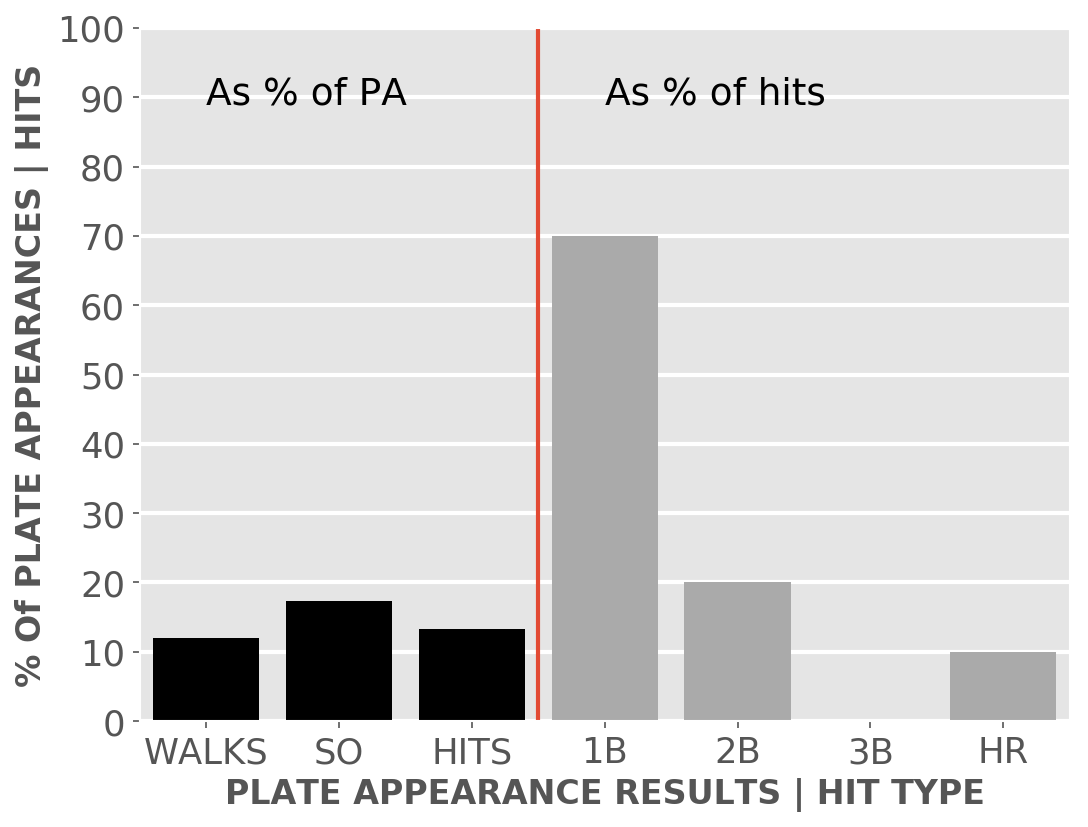 As % of PA
As % of hits
% Of PLATE APPEARANCES | HITS
100
90
80
70
60
50
40
30
20
10
0
WALKS SO HITS 1B 2B 3B HR
PLATE APPEARANCE RESULTS | HIT TYPE